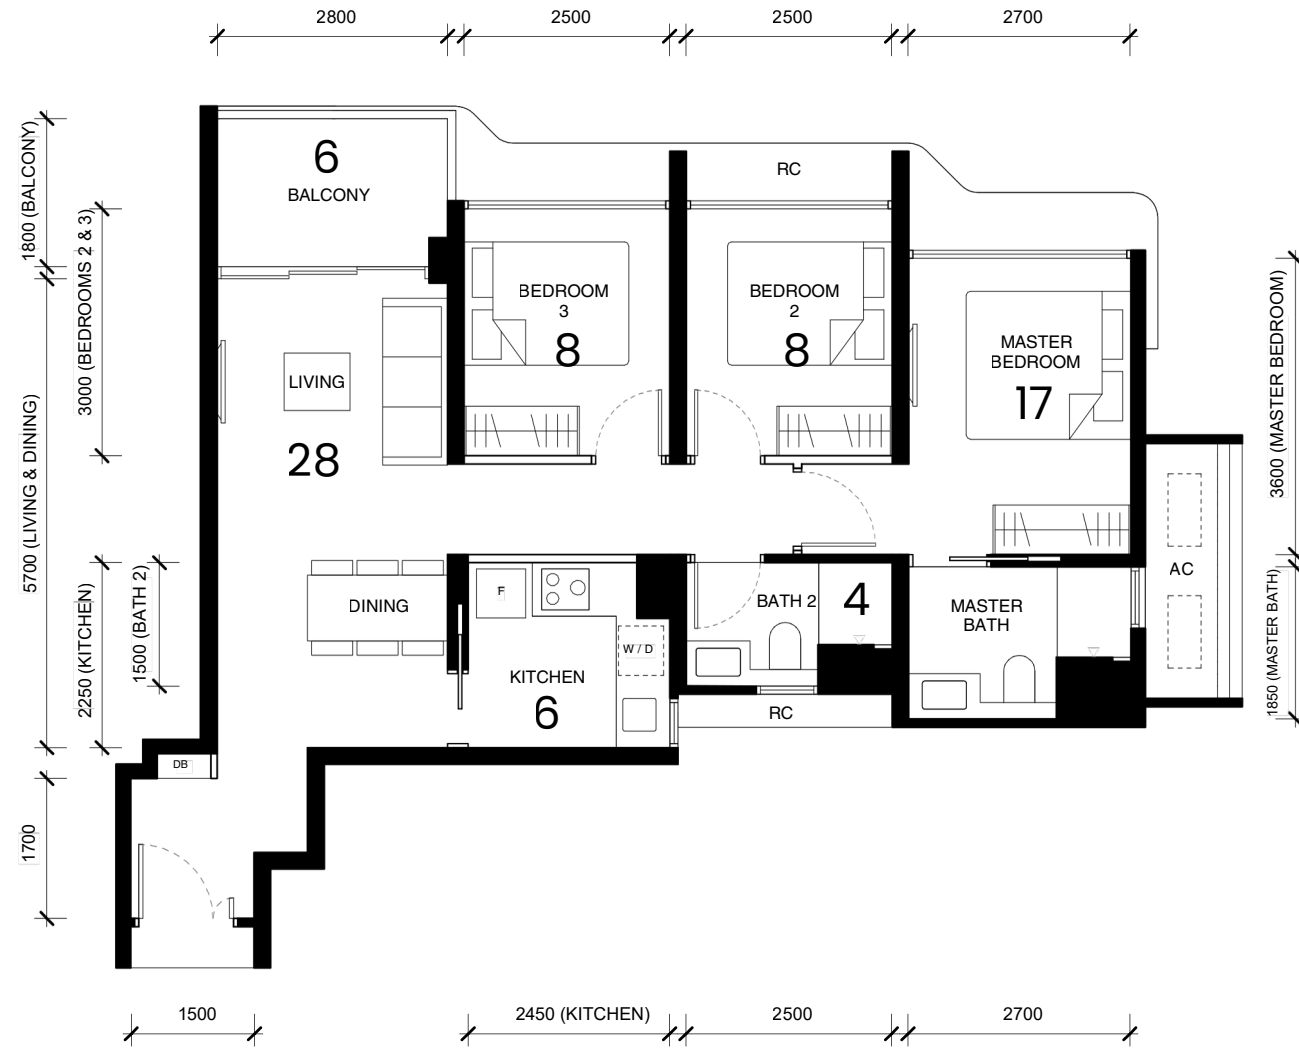 2800
2500
2500
2700
6
BALCONY
RC
1800 (BALCONY)
3000 (BEDROOMS 2 & 3)
5700 (LIVING & DINING)
2250 (KITCHEN)
1500 (BATH 2)
1700
BEDROOM
3
8
BEDROOM
2
8
MASTER
BEDROOM
17
3600 (MASTER BEDROOM)
LIVING
28
AC
DINING
F
BATH 2
4
MASTER
BATH
1850 (MASTER BATH)
W / D
KITCHEN
6
RC
DB
1500
2450 (KITCHEN)
2500
2700